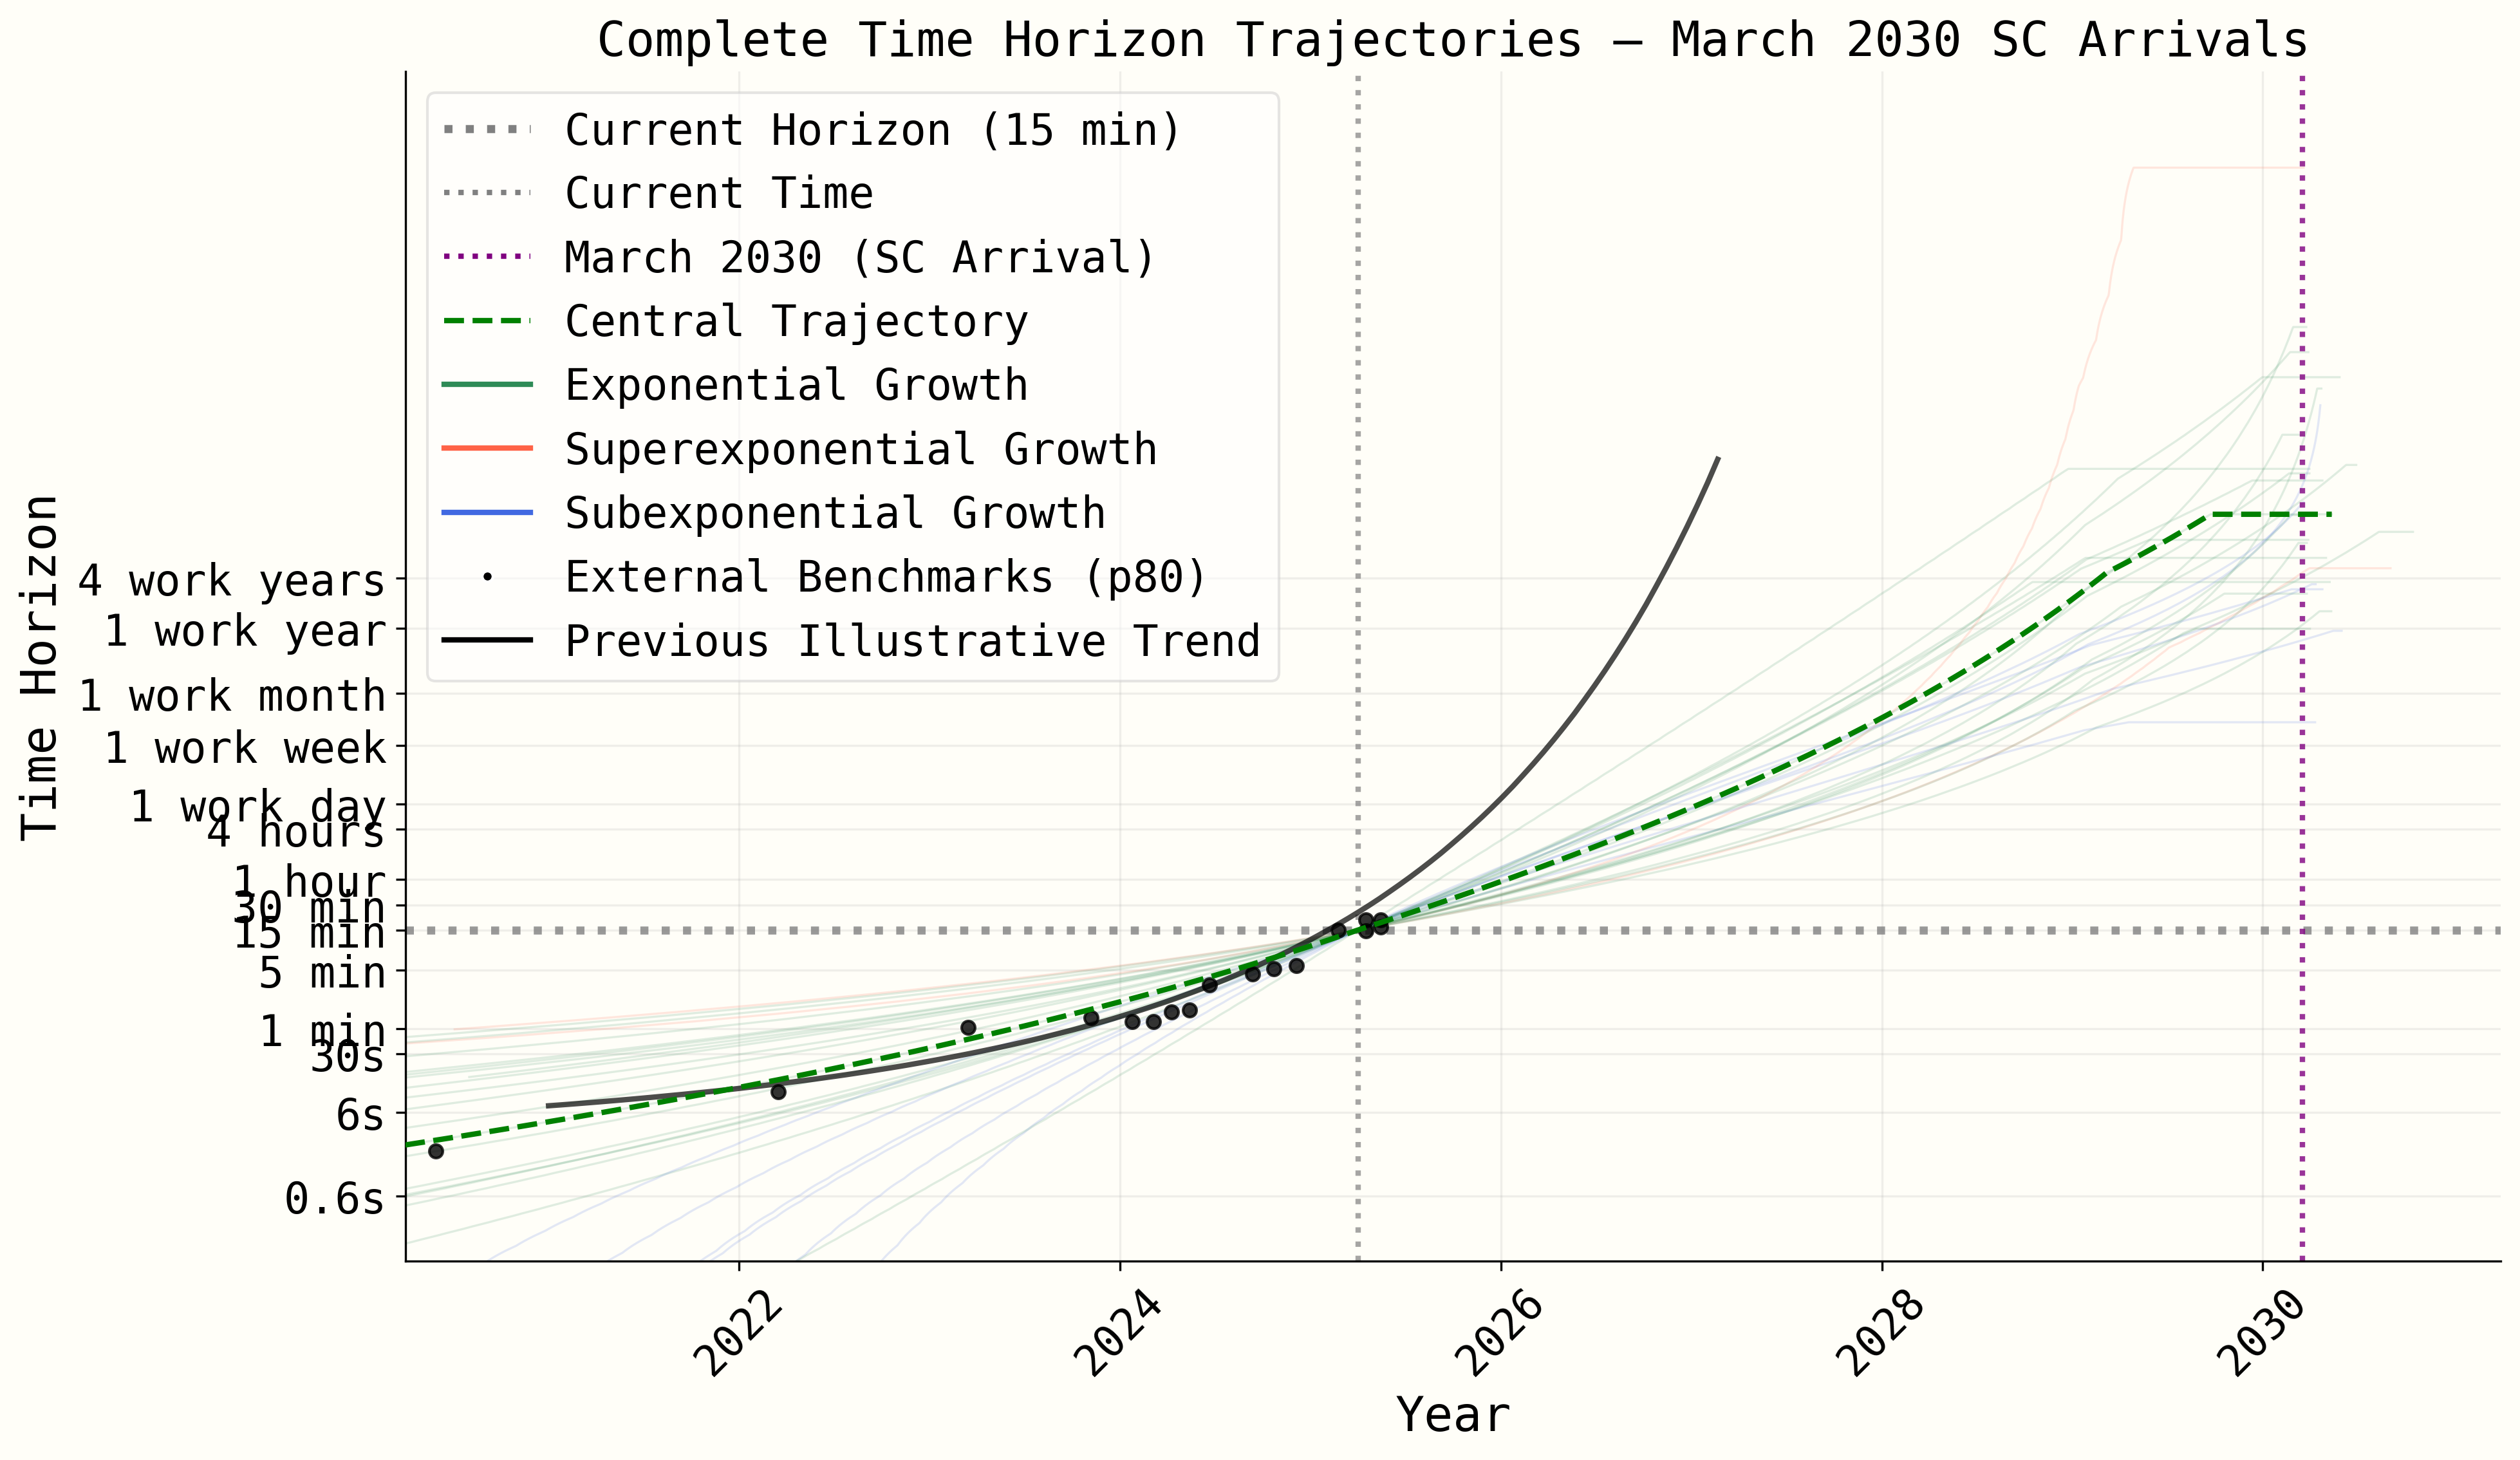 Complete Time Horizon Trajectories — March 2030 SC Arrivals
Current Horizon (15 min)
Current Time
March 2030 (SC Arrival)
Central Trajectory
Exponential Growth
Superexponential Growth
Subexponential Growth
External Benchmarks (p80)
Previous Illustrative Trend
Time Horizon
4 work years
1 work year
1 work month
1 work week
1 work day
4 hours
1 hour
30 min
15 min
5 min
1 min
30s
6s
0.6s
2022
2024
2026
2028
2030
Year